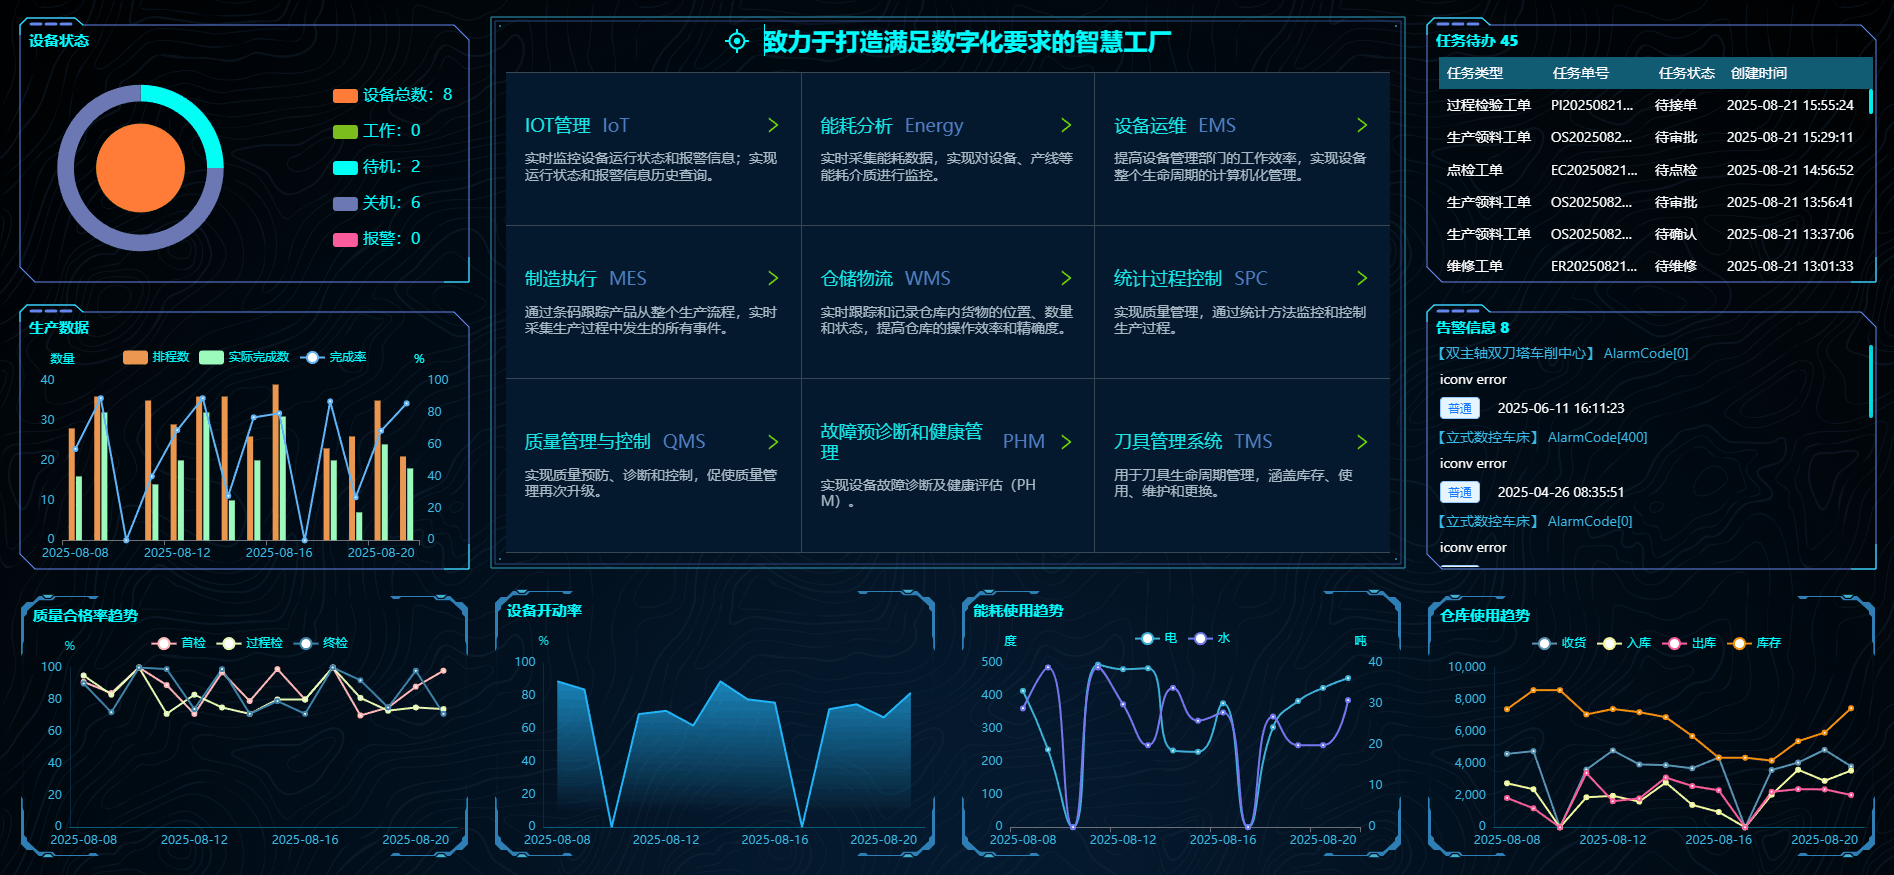 设备状态
设备总数：8
工作：0
待机：2
关机：6
报警：0
生产数据
数量
排程数
实际完成数
完成率
%
40
30
20
10
0
100
80
60
40
20
0
2025-08-08
2025-08-12
2025-08-16
2025-08-20
致力于打造满足数字化要求的智慧工厂
IOT管理 IoT
实时监控设备运行状态和报警信息；实现
运行状态和报警信息历史查询。
能耗分析 Energy
实时采集能耗数据，实现对设备、产线等
能耗介质进行监控。
设备运维 EMS
提高设备管理部门的工作效率，实现设备
整个生命周期的计算机化管理。
制造执行 MES
通过条码跟踪产品从整个生产流程，实时
采集生产过程中发生的所有事件。
仓储物流 WMS
实时跟踪和记录仓库内货物的位置、数量
和状态，提高仓库的操作效率和精确度。
统计过程控制 SPC
实现质量管理，通过统计方法监控和控制
生产过程。
质量管理与控制 QMS
实现质量预防、诊断和控制，促使质量管
理再次升级。
故障预诊断和健康管
理 PHM
实现设备故障诊断及健康评估（PH
M）。
刀具管理系统 TMS
用于刀具生命周期管理，涵盖库存、使
用、维护和更换。
任务待办 45
任务类型 任务单号 任务状态 创建时间
过程检验工单 PI20250821... 待接单 2025-08-21 15:55:24
生产领料工单 OS2025082... 待审批 2025-08-21 15:29:11
点检工单 EC20250821... 待点检 2025-08-21 14:56:52
生产领料工单 OS2025082... 待审批 2025-08-21 13:56:41
生产领料工单 OS2025082... 待确认 2025-08-21 13:37:06
维修工单 ER20250821... 待维修 2025-08-21 13:01:33
告警信息 8
【双主轴双刀塔车削中心】 AlarmCode[0]
iconv error
普通 2025-06-11 16:11:23
【立式数控车床】 AlarmCode[400]
iconv error
普通 2025-04-26 08:35:51
【立式数控车床】 AlarmCode[0]
iconv error
质量合格率趋势
%
首检
过程检
终检
100
80
60
40
20
0
2025-08-08
2025-08-12
2025-08-16
2025-08-20
设备开动率
%
100
80
60
40
20
0
2025-08-08
2025-08-12
2025-08-16
2025-08-20
能耗使用趋势
度
电
水
吨
500
400
300
200
100
0
40
30
20
10
0
2025-08-08
2025-08-12
2025-08-16
2025-08-20
仓库使用趋势
收货
入库
出库
库存
10,000
8,000
6,000
4,000
2,000
0
2025-08-08
2025-08-12
2025-08-16
2025-08-20